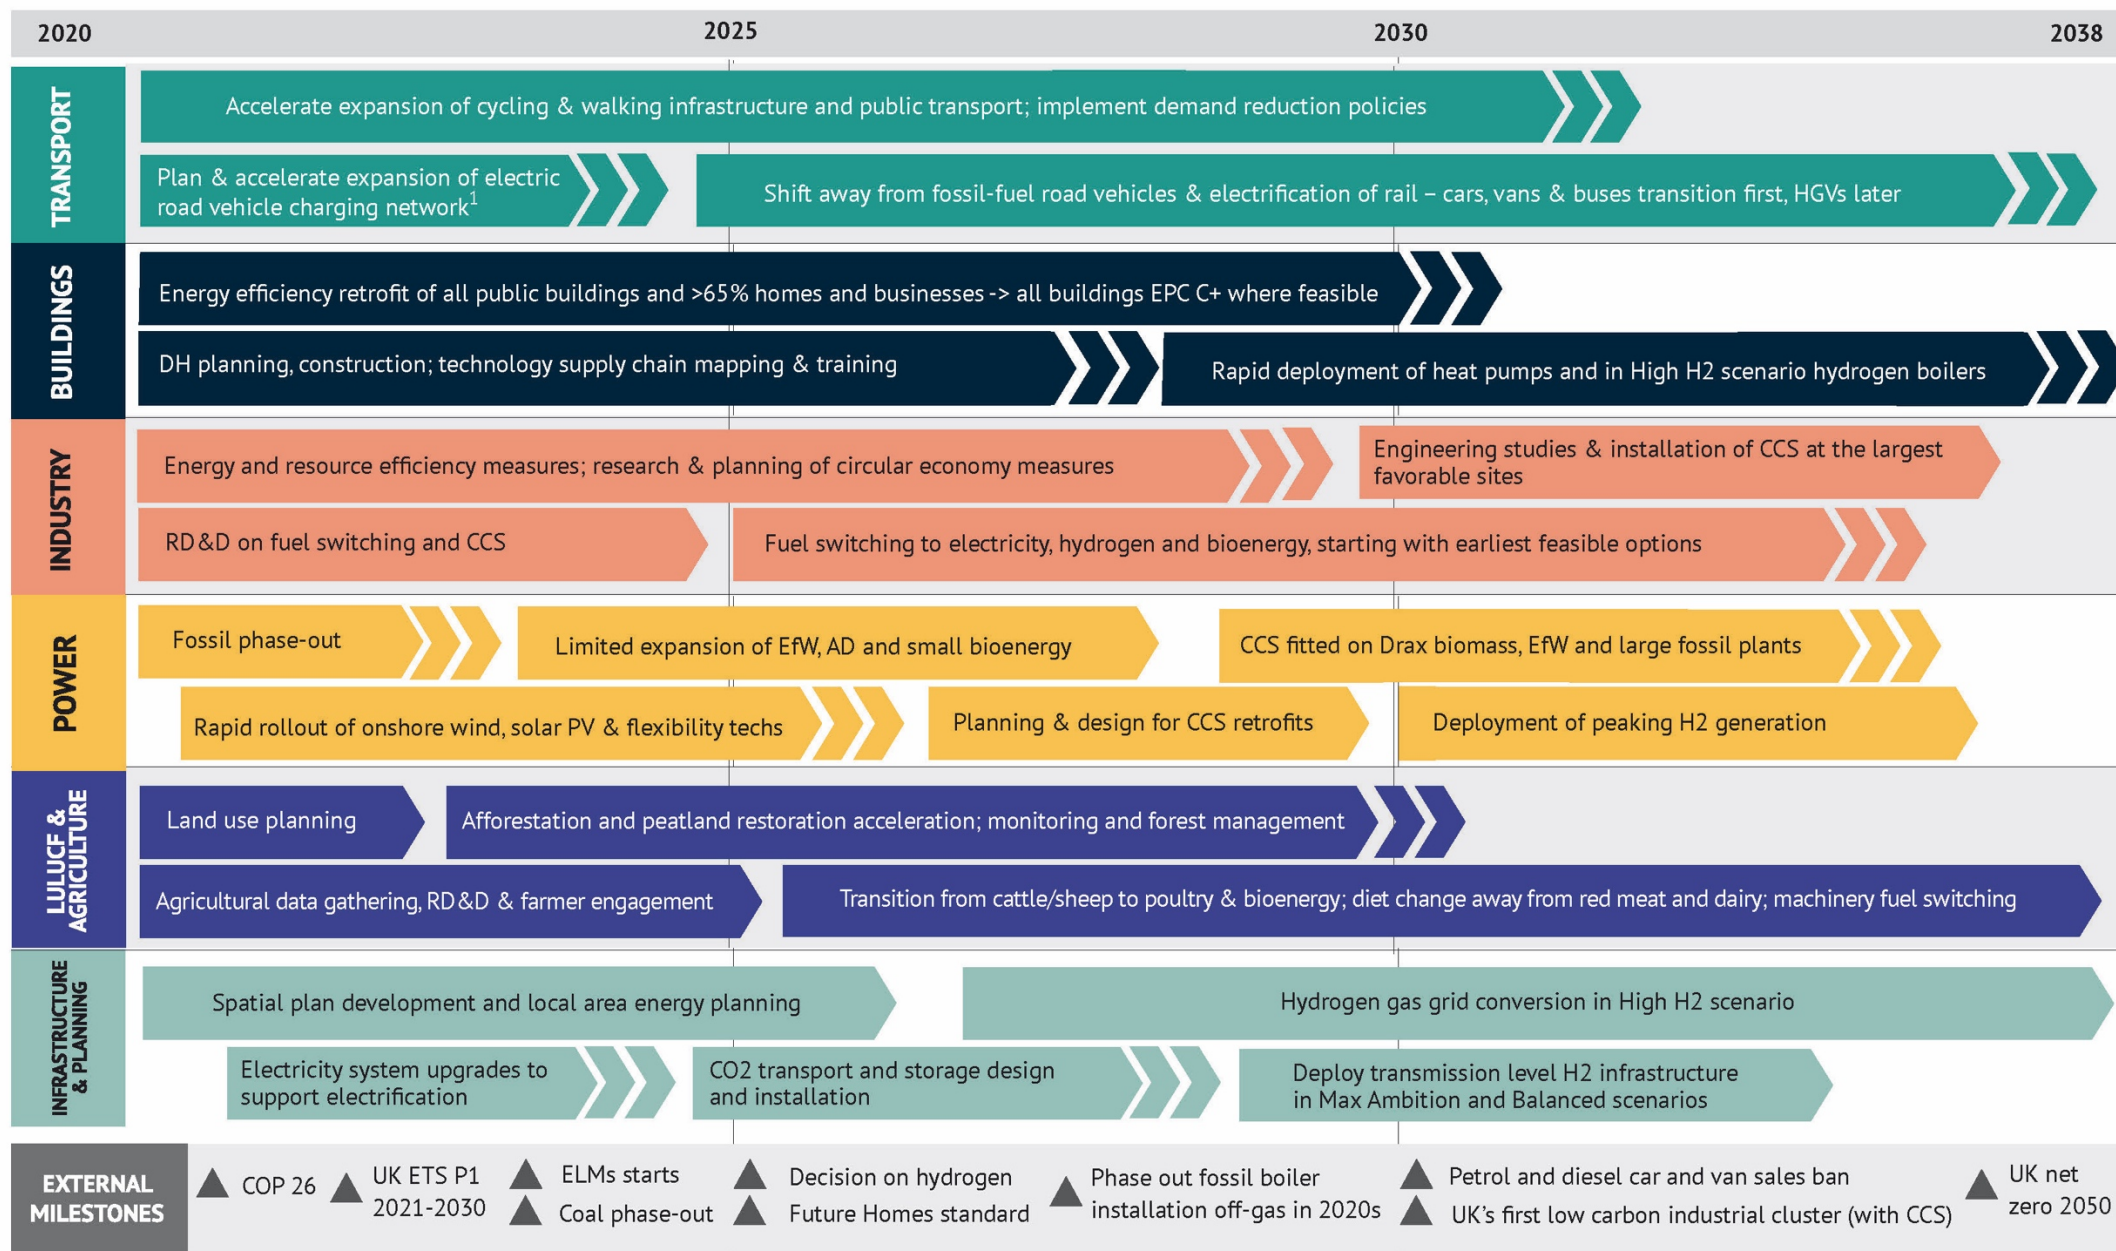 2020 2025 2030 2038
TRANSPORT
Accelerate expansion of cycling & walking infrastructure and public transport; implement demand reduction policies
Plan & accelerate expansion of electric
road vehicle charging network1
Shift away from fossil-fuel road vehicles & electrification of rail – cars, vans & buses transition first, HGVs later
BUILDINGS
Energy efficiency retrofit of all public buildings and >65% homes and businesses -> all buildings EPC C+ where feasible
DH planning, construction; technology supply chain mapping & training
Rapid deployment of heat pumps and in High H2 scenario hydrogen boilers
INDUSTRY
Energy and resource efficiency measures; research & planning of circular economy measures
Engineering studies & installation of CCS at the largest
favorable sites
RD&D on fuel switching and CCS
Fuel switching to electricity, hydrogen and bioenergy, starting with earliest feasible options
POWER
Fossil phase-out
Limited expansion of EfW, AD and small bioenergy
CCS fitted on Drax biomass, EfW and large fossil plants
Rapid rollout of onshore wind, solar PV & flexibility techs
Planning & design for CCS retrofits
Deployment of peaking H2 generation
LULUCF &
AGRICULTURE
Land use planning
Afforestation and peatland restoration acceleration; monitoring and forest management
Agricultural data gathering, RD&D & farmer engagement
Transition from cattle/sheep to poultry & bioenergy; diet change away from red meat and dairy; machinery fuel switching
INFRASTRUCTURE
& PLANNING
Spatial plan development and local area energy planning
Hydrogen gas grid conversion in High H2 scenario
Electricity system upgrades to
support electrification
CO2 transport and storage design
and installation
Deploy transmission level H2 infrastructure
in Max Ambition and Balanced scenarios
EXTERNAL
MILESTONES
COP 26
UK ETS P1
2021-2030
ELMs starts
Coal phase-out
Decision on hydrogen
Future Homes standard
Phase out fossil boiler
installation off-gas in 2020s
Petrol and diesel car and van sales ban
UK's first low carbon industrial cluster (with CCS)
UK net
zero 2050